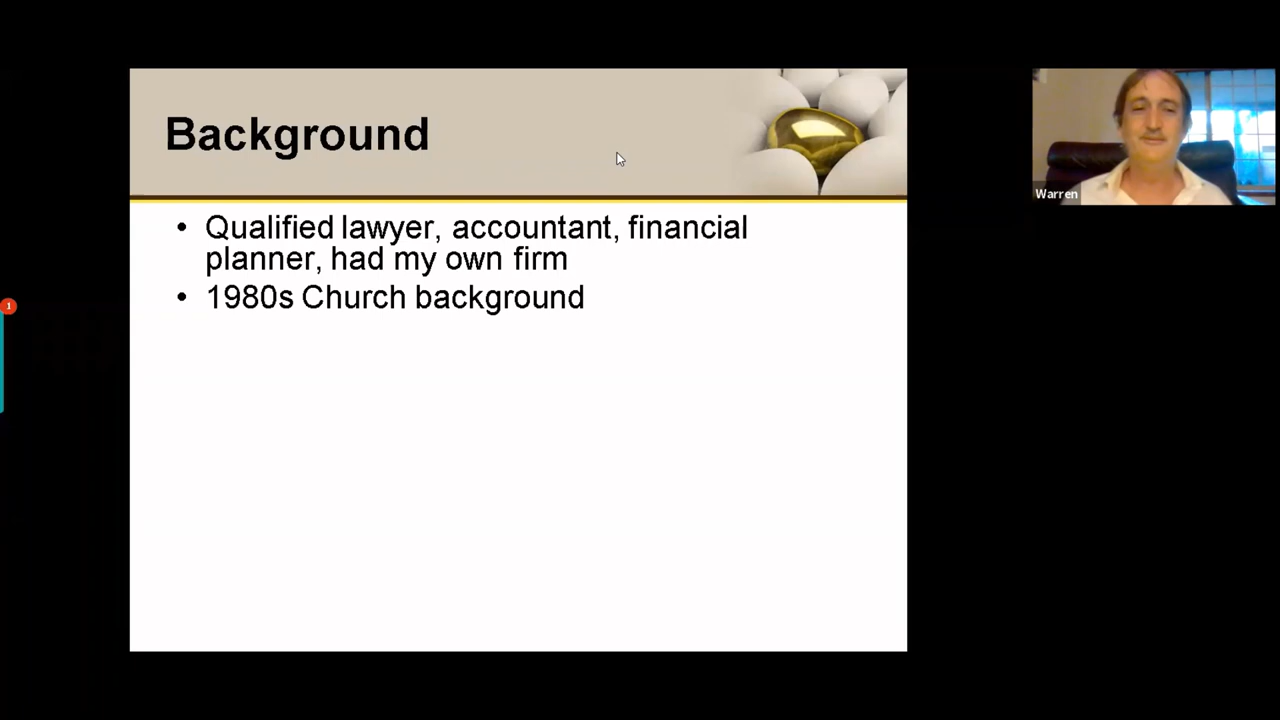 Background
• Qualified lawyer, accountant, financial
planner, had my own firm
• 1980s Church background
Warren
1